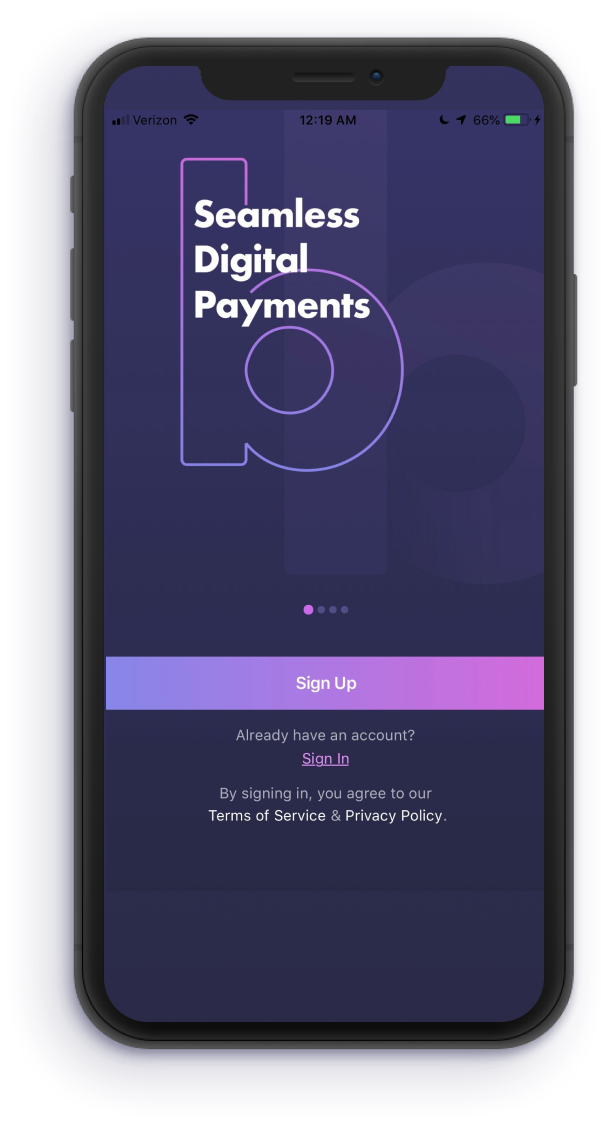 Verizon 12:19 AM 66%
b
Seamless
Digital
Payments
Sign Up
Already have an account?
Sign In
By signing in, you agree to our
Terms of Service & Privacy Policy.